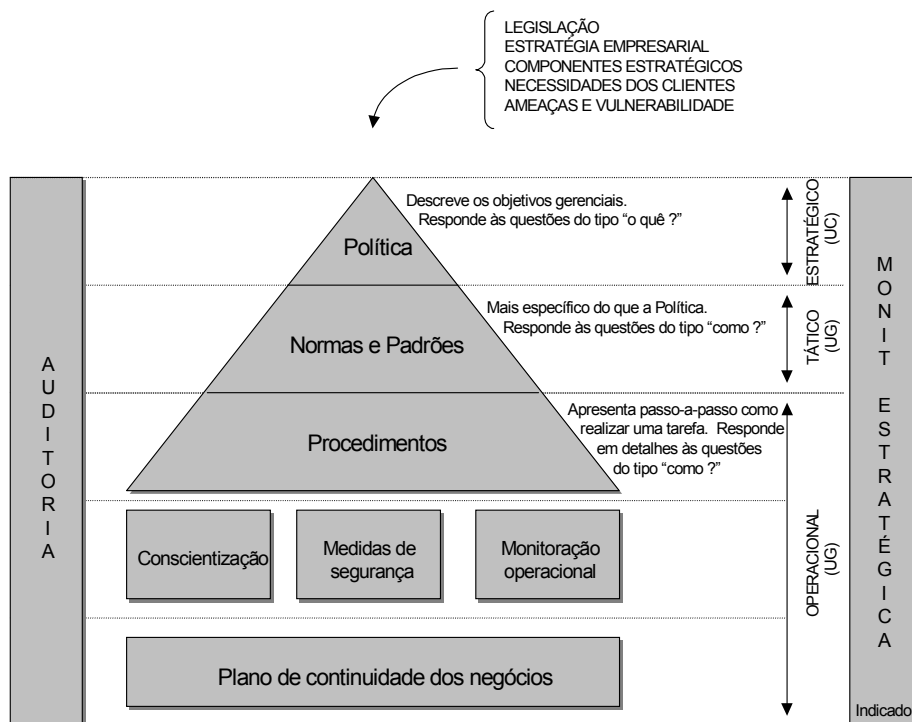 LEGISLAÇÃO
ESTRATÉGIA EMPRESARIAL
COMPONENTES ESTRATÉGICOS
NECESSIDADES DOS CLIENTES
AMEAÇAS E VULNERABILIDADE
AUDITORIA
Política
Descreve os objetivos gerenciais.
Responde às questões do tipo “o quê ?”
ESTRATÉGICO
(UC)
Normas e Padrões
Mais específico do que a Política.
Responde às questões do tipo “como ?”
TÁTICO
(UG)
Procedimentos
Apresenta passo-a-passo como
realizar uma tarefa. Responde
em detalhes às questões
do tipo “como ?”
Conscientização
Medidas de
segurança
Monitoração
operacional
OPERACIONAL
(UG)
Plano de continuidade dos negócios
MONIT ESTRATÉGICA
Indicado